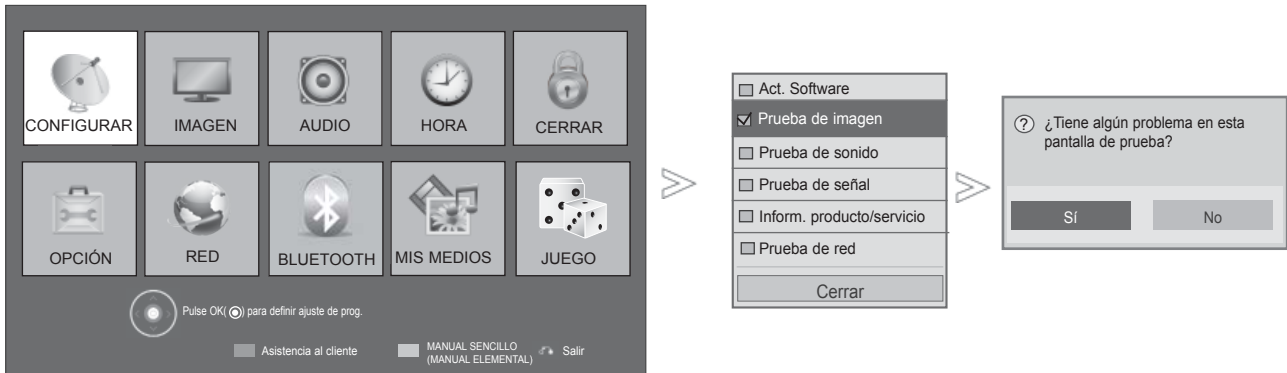 CONFIGURAR
IMAGEN
AUDIO
HORA
CERRAR
OPCIÓN
RED
BLUETOOTH
MIS MEDIOS
JUEGO
Pulse OK( ) para definir ajuste de prog.
Asistencia al cliente
MANUAL SENCILLO
(MANUAL ELEMENTAL)
Salir
Act. Software
Prueba de imagen
Prueba de sonido
Prueba de señal
Inform. producto/servicio
Prueba de red
Cerrar
? ¿Tiene algún problema en esta
pantalla de prueba?
Sí
No